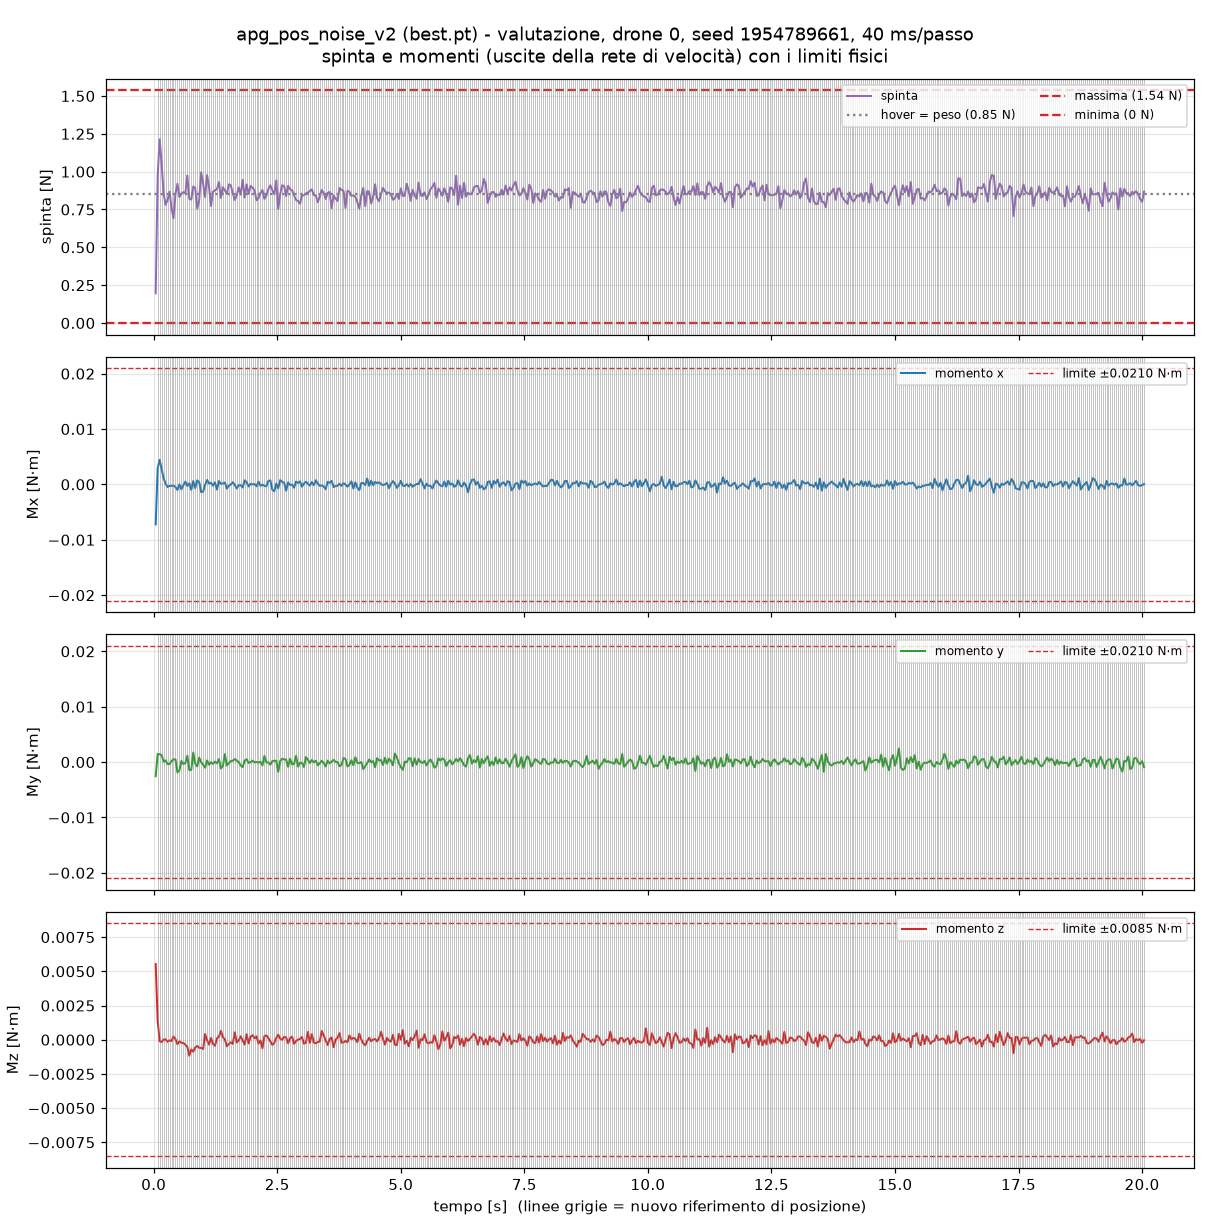 apg_pos_noise_v2 (best.pt) - valutazione, drone 0, seed 1954789661, 40 ms/passo
spinta e momenti (uscite della rete di velocità) con i limiti fisici
spinta [N]
1.50
1.25
1.00
0.75
0.50
0.25
0.00
spinta
hover = peso (0.85 N)
massima (1.54 N)
minima (0 N)
Mx [N·m]
0.02
0.01
0.00
−0.01
−0.02
momento x
limite ±0.0210 N·m
My [N·m]
0.02
0.01
0.00
−0.01
−0.02
momento y
limite ±0.0210 N·m
Mz [N·m]
0.0075
0.0050
0.0025
0.0000
−0.0025
−0.0050
−0.0075
momento z
limite ±0.0085 N·m
0.0 2.5 5.0 7.5 10.0 12.5 15.0 17.5 20.0
tempo [s]  (linee grigie = nuovo riferimento di posizione)